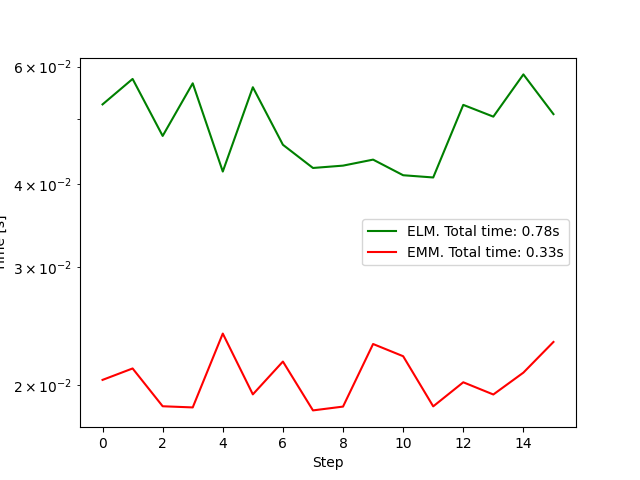 6 × 10⁻²
4 × 10⁻²
3 × 10⁻²
2 × 10⁻²
[s]
ELM. Total time: 0.78s
EMM. Total time: 0.33s
0 2 4 6 8 10 12 14
Step